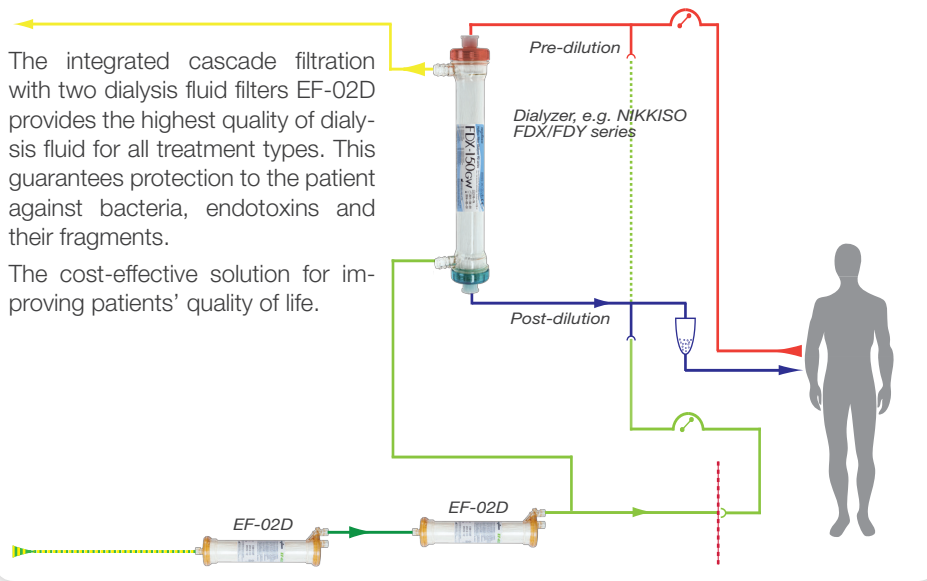 The integrated cascade filtration
with two dialysis fluid filters EF-02D
provides the highest quality of dialy-
sis fluid for all treatment types. This
guarantees protection to the patient
against bacteria, endotoxins and
their fragments.
The cost-effective solution for im-
proving patients' quality of life.
Pre-dilution
Dialyzer, e.g. NIKKISO
FDX/FDY series
FDX-150GW
Post-dilution
EF-02D
EF-02D